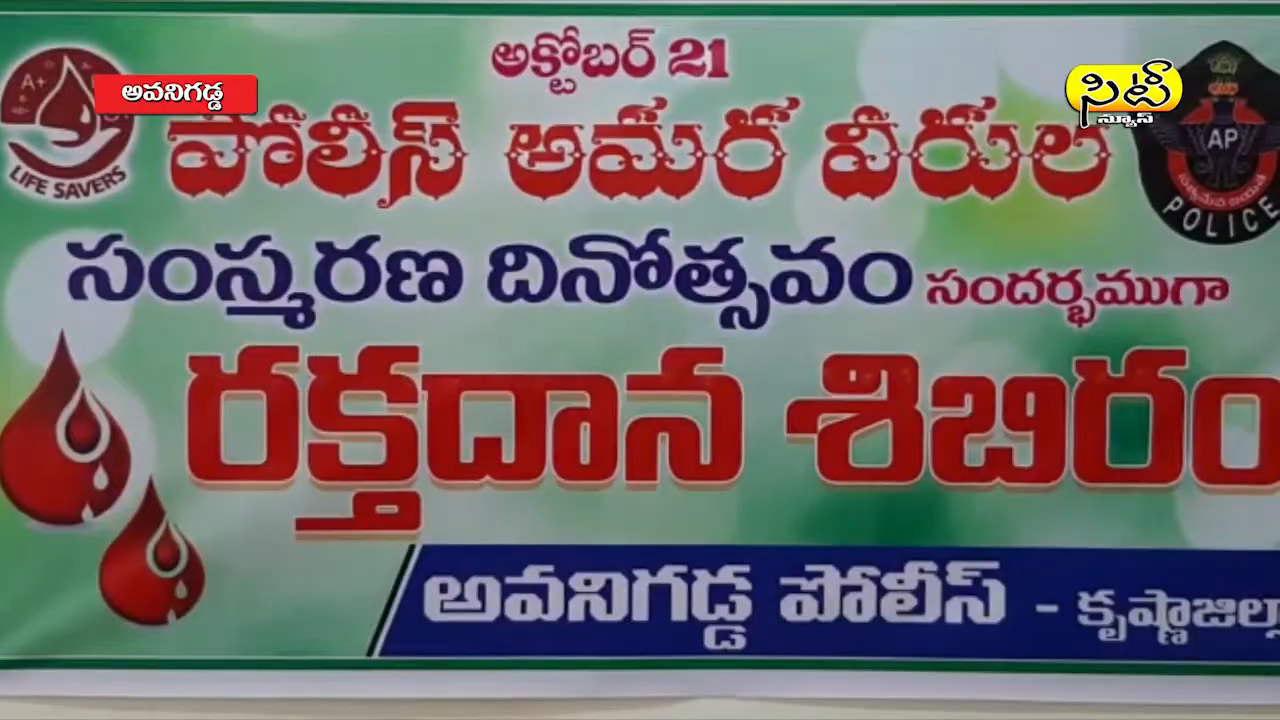 అక్టోబర్ 21
అవనిగడ్డ
సిటీ
న్యూస్
పోలీస్ అమర వీరుల
LIFE SAVERS
AP
POLICE
సంస్మరణ దినోత్సవం సందర్భముగా
రక్తదాన శిబిరం
అవనిగడ్డ పోలీస్ - కృష్ణాజిల్లా